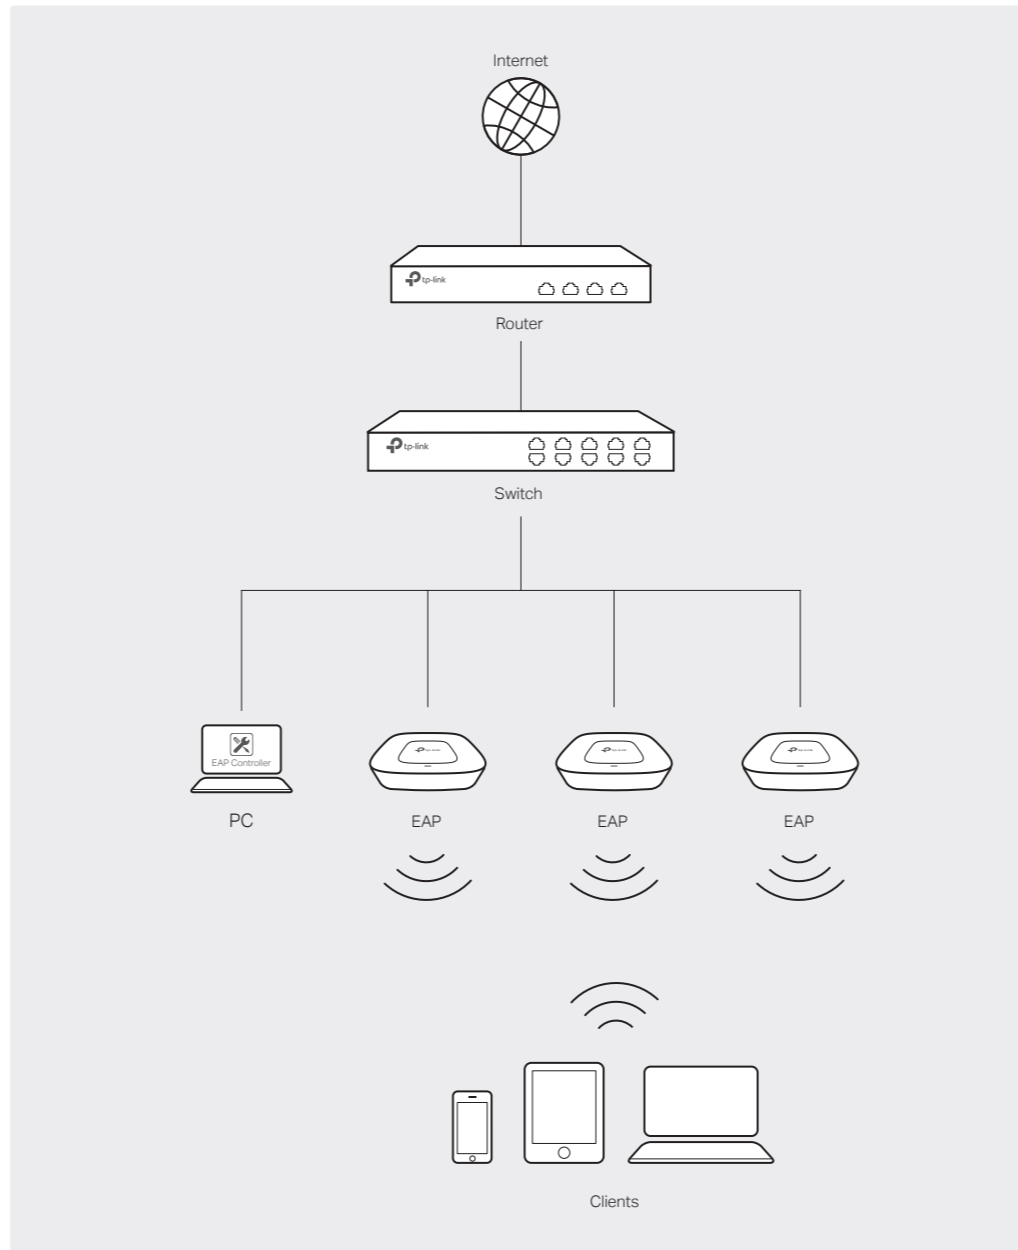 Internet
tp-link
Router
tp-link
Switch
EAP Controller
PC
EAP
EAP
EAP
Clients